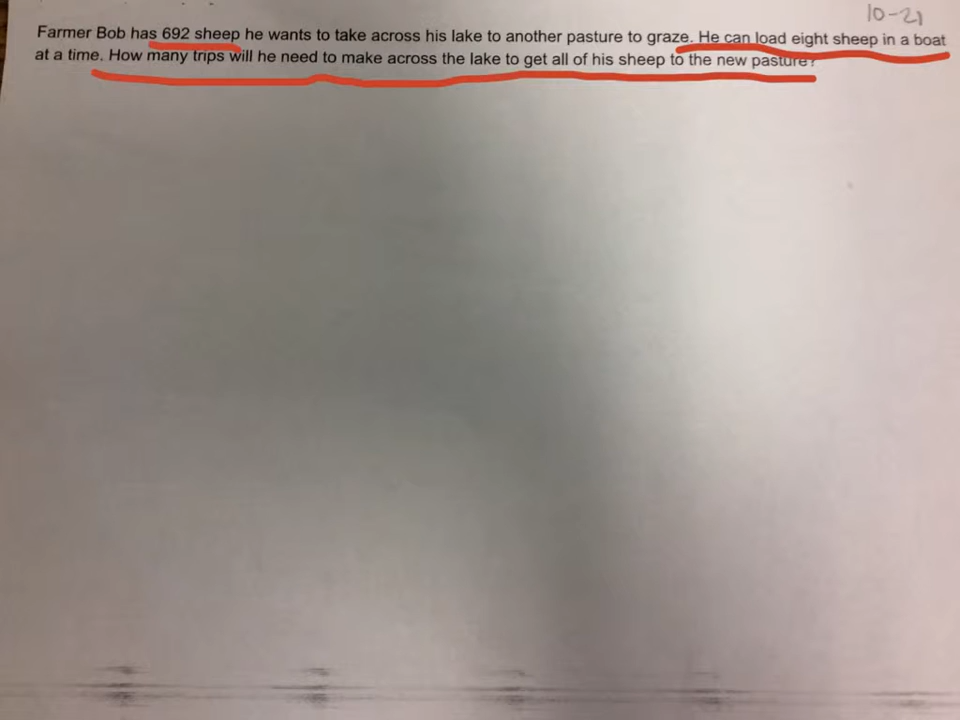 10-21
Farmer Bob has 692 sheep he wants to take across his lake to another pasture to graze. He can load eight sheep in a boat
at a time. How many trips will he need to make across the lake to get all of his sheep to the new pasture?